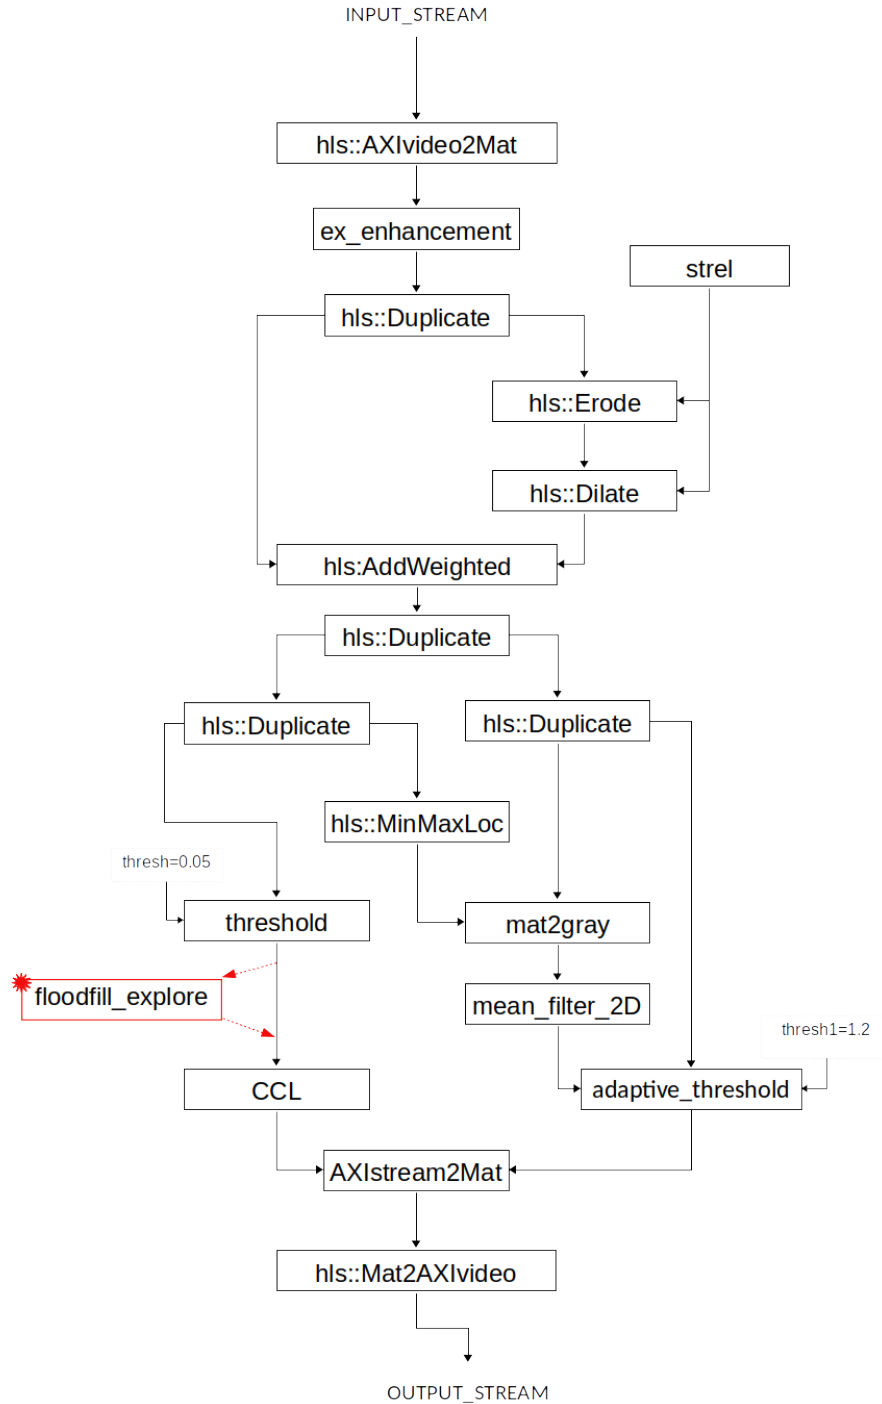 INPUT_STREAM
hls::AXIvideo2Mat
ex_enhancement
strel
hls::Duplicate
hls::Erode
hls::Dilate
hls:AddWeighted
hls::Duplicate
hls::Duplicate
hls::Duplicate
hls::MinMaxLoc
thresh=0.05
threshold
mat2gray
floodfill_explore
mean_filter_2D
thresh1=1.2
CCL
adaptive_threshold
AXIstream2Mat
hls::Mat2AXIvideo
OUTPUT_STREAM